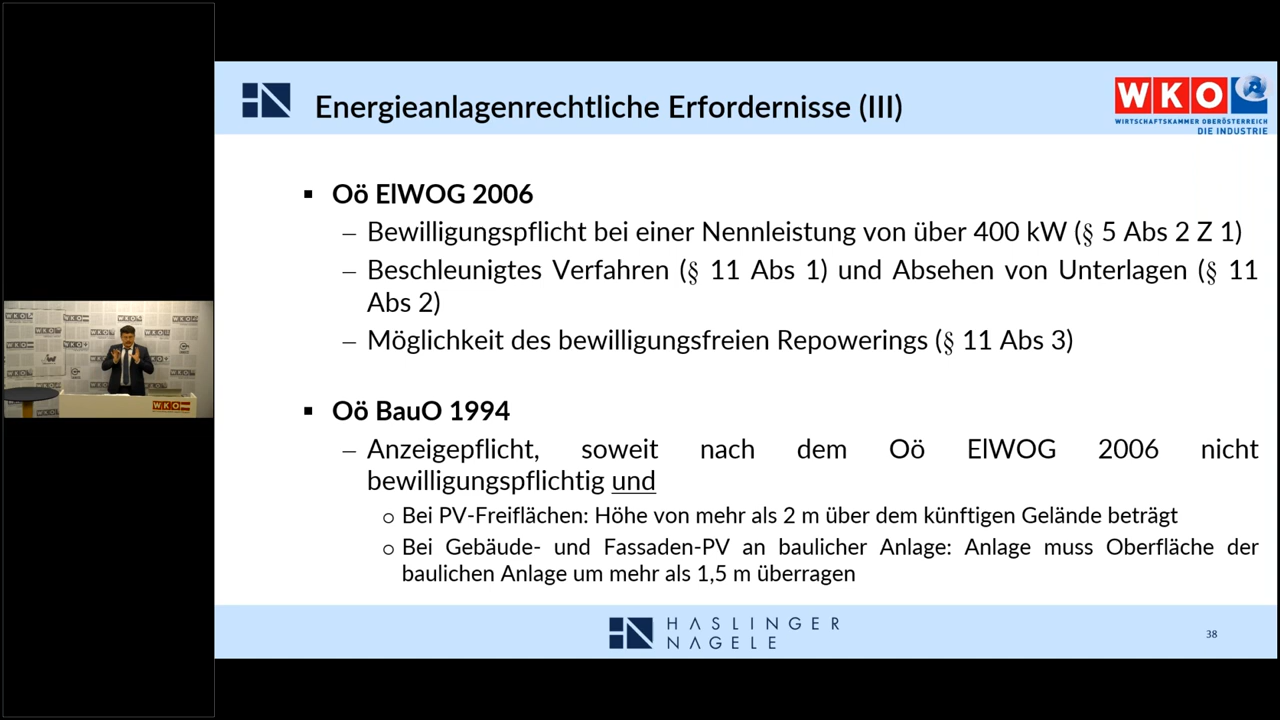 Energieanlagenrechtliche Erfordernisse (III)
WKO
WIRTSCHAFTSKAMMER OBERÖSTERREICH
DIE INDUSTRIE
▪ Oö ElWOG 2006
– Bewilligungspflicht bei einer Nennleistung von über 400 kW (§ 5 Abs 2 Z 1)
– Beschleunigtes Verfahren (§ 11 Abs 1) und Absehen von Unterlagen (§ 11
Abs 2)
– Möglichkeit des bewilligungsfreien Repowerings (§ 11 Abs 3)
▪ Oö BauO 1994
– Anzeigepflicht, soweit nach dem Oö ElWOG 2006 nicht
bewilligungspflichtig und
o Bei PV-Freiflächen: Höhe von mehr als 2 m über dem künftigen Gelände beträgt
o Bei Gebäude- und Fassaden-PV an baulicher Anlage: Anlage muss Oberfläche der
baulichen Anlage um mehr als 1,5 m überragen
HASLINGER
NAGELE
38
WKO